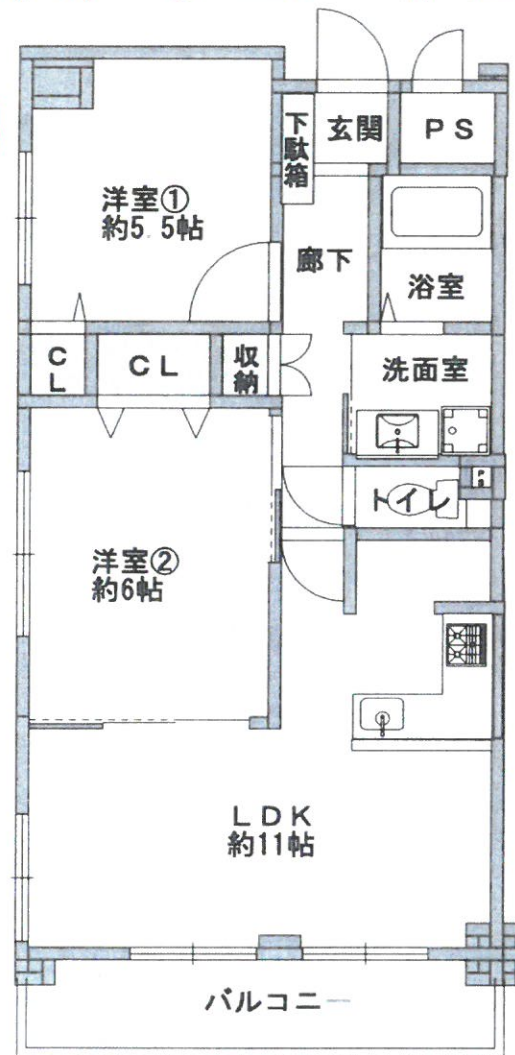 下駄箱
玄関
PS
洋室①
約5.5帖
廊下
浴室
CL
CL
収納
洗面室
PS
トイレ
洋室②
約6帖
LDK
約11帖
バルコニー